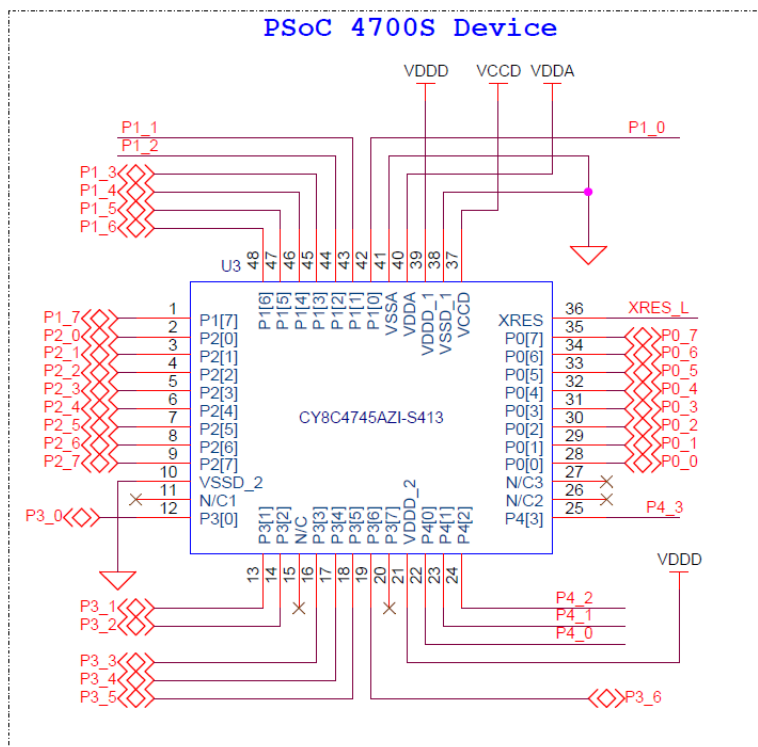 PSoC 4700S Device
VDDD VCCD VDDA
P1_1 P1_0
P1_2
P1_3
P1_4
P1_5
P1_6
48 47 46 45 44 43 42 41 40 39 38 37
U3
P1[6] P1[5] P1[4] P1[3] P1[2] P1[1] P1[0] VSSA VDDA VDDD_1 VSSD_1 VCCD
P1_7 1 P1[7] XRES 36 XRES_L
P2_0 2 P2[0] P0[7] 35 P0_7
P2_1 3 P2[1] P0[6] 34 P0_6
P2_2 4 P2[2] P0[5] 33 P0_5
P2_3 5 P2[3] P0[4] 32 P0_4
P2_4 6 P2[4] P0[3] 31 P0_3
CY8C4745AZI-S413
P2_5 7 P2[5] P0[2] 30 P0_2
P2_6 8 P2[6] P0[1] 29 P0_1
P2_7 9 P2[7] P0[0] 28 P0_0
10 VSSD_2 N/C3 27
11 N/C1 N/C2 26
P3_0 12 P3[0] P4[3] 25 P4_3
P3[1] P3[2] N/C P3[3] P3[4] P3[5] P3[6] P3[7] VDDD_2 P4[0] P4[1] P4[2]
13 14 15 16 17 18 19 20 21 22 23 24
VDDD
P3_1 P4_2
P3_2 P4_1
P4_0
P3_3
P3_4
P3_5 P3_6